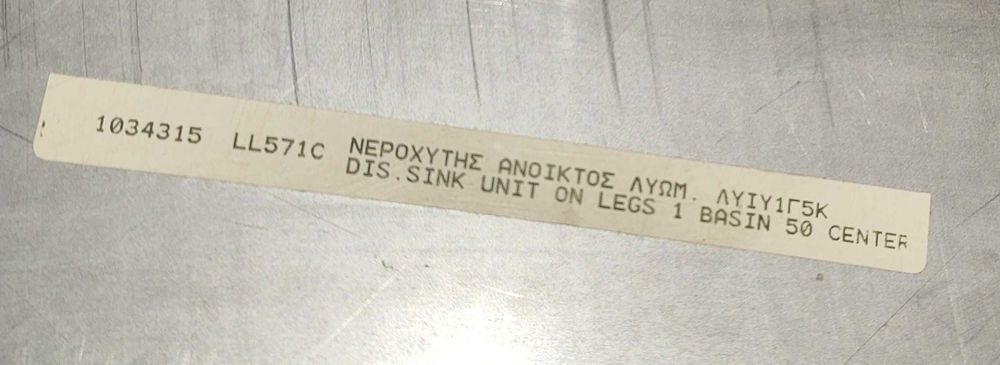 1034315 LL571C ΝΕΡΟΧΥΤΗΣ ΑΝΟΙΚΤΟΣ ΛΥΩΜ. ΛΥΙΥ1Γ5Κ
DIS.SINK UNIT ON LEGS 1 BASIN 50 CENTER